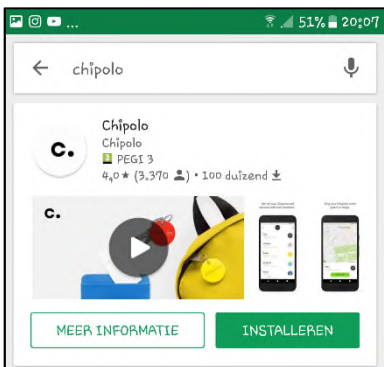 51% 20:07
chipolo
c.
Chipolo
Chipolo
PEGI 3
4,0★ (3.370) • 100 duizend
c.
MEER INFORMATIE
INSTALLEREN